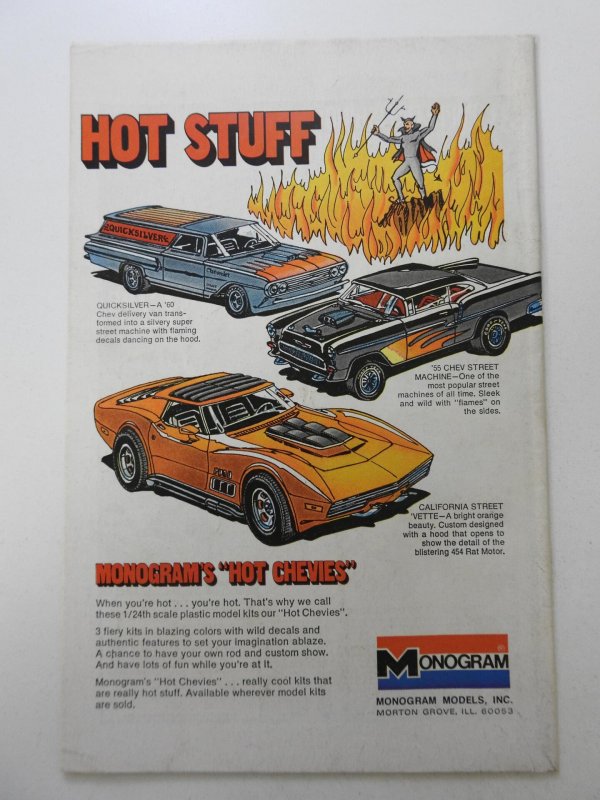 HOT STUFF
QUICKSILVER
Chevrolet
QUICKSILVER—A '60
Chev delivery van trans-
formed into a silvery super
street machine with flaming
decals dancing on the hood.
'55 CHEV STREET
MACHINE—One of the
most popular street
machines of all time. Sleek
and wild with "flames" on
the sides.
CALIFORNIA STREET
'VETTE—A bright orange
beauty. Custom designed
with a hood that opens to
show the detail of the
blistering 454 Rat Motor.
MONOGRAM'S "HOT CHEVIES"
When you're hot . . . you're hot. That's why we call
these 1/24th scale plastic model kits our "Hot Chevies".
3 fiery kits in blazing colors with wild decals and
authentic features to set your imagination ablaze.
A chance to have your own rod and custom show.
And have lots of fun while you're at it.
Monogram's "Hot Chevies" . . . really cool kits that
are really hot stuff. Available wherever model kits
are sold.
MONOGRAM®
MONOGRAM MODELS, INC.
MORTON GROVE, ILL. 60053